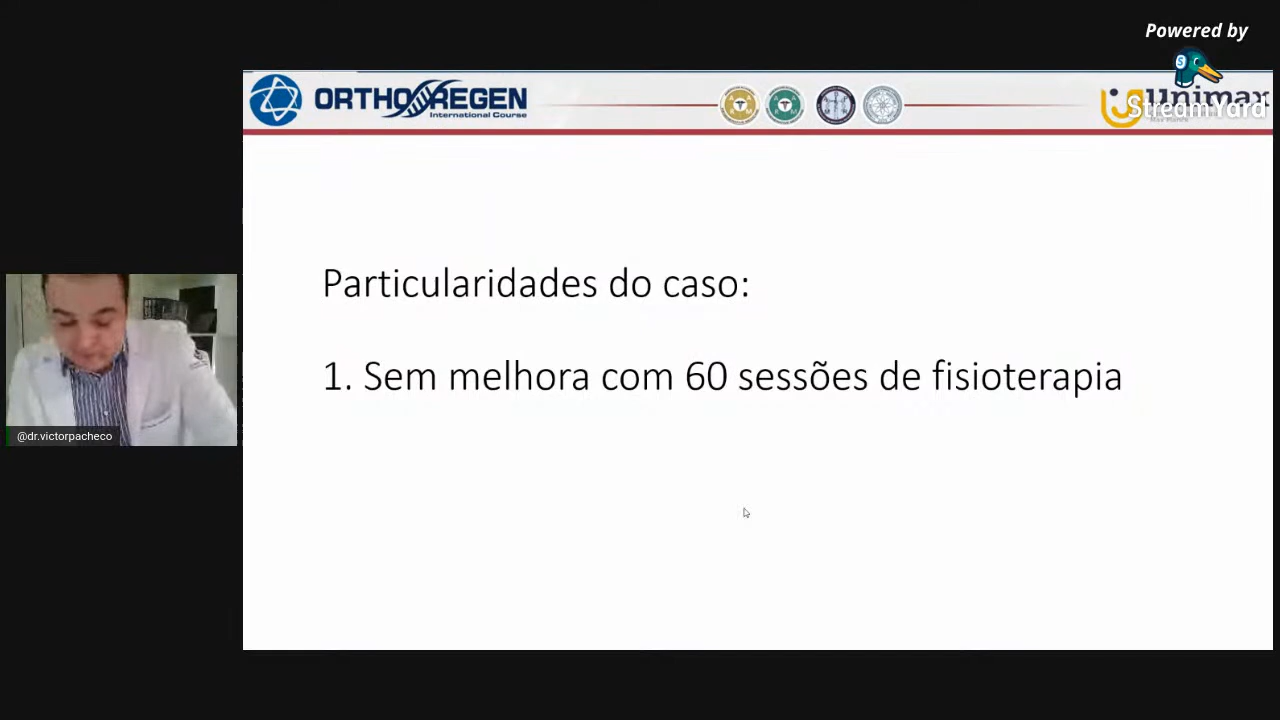 Powered by
StreamYard
ORTHOREGEN
International Course
Unimax
Particularidades do caso:
1. Sem melhora com 60 sessões de fisioterapia
@dr.victorpacheco